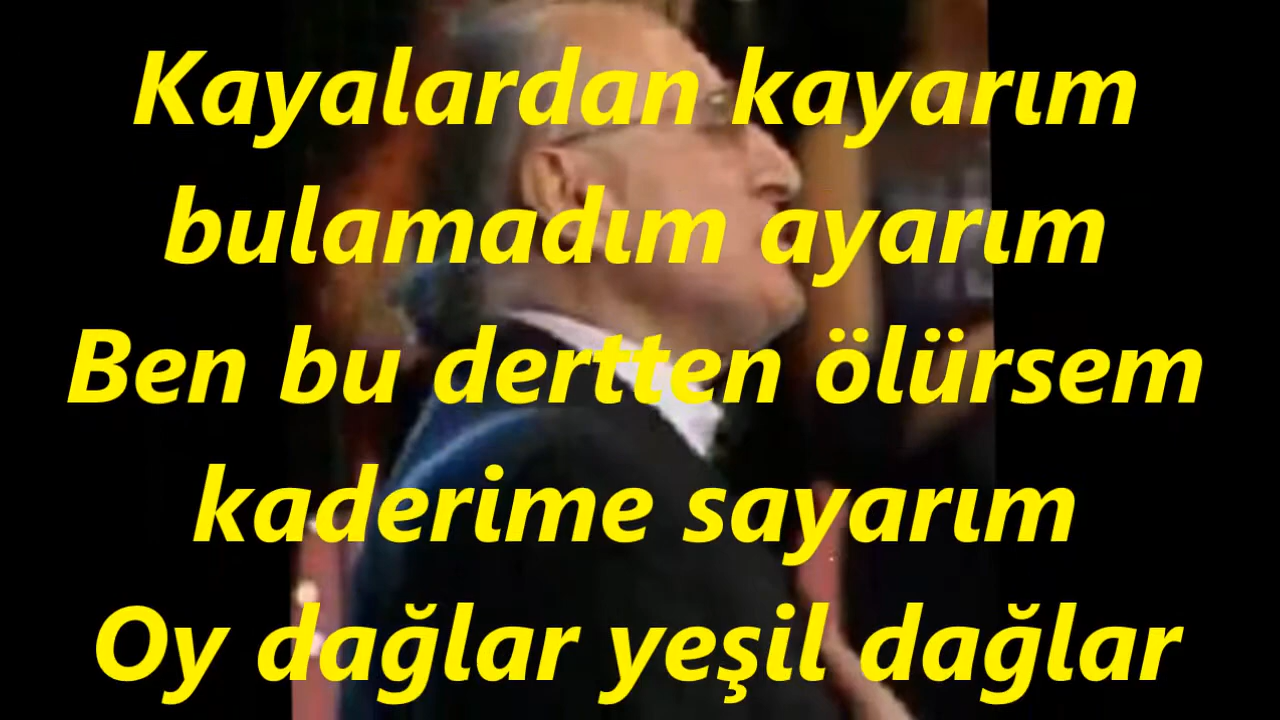 Kayalardan kayarım
bulamadım ayarım
Ben bu dertten ölürsem
kaderime sayarım
Oy dağlar yeşil dağlar